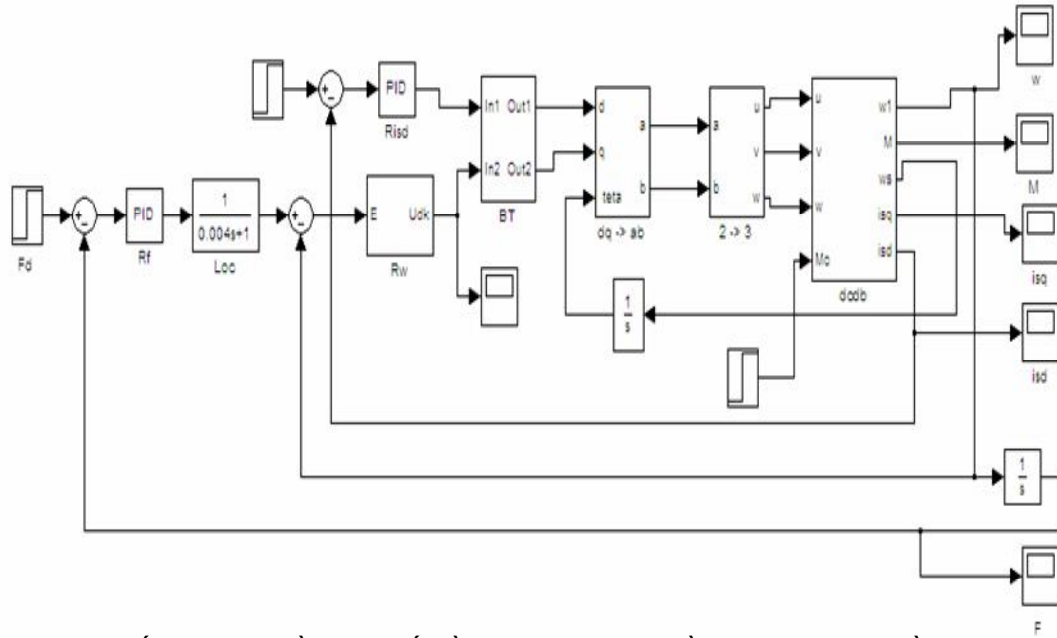 w
PID
Risd
In1 Out1
In2 Out2
BT
d
q
teta
a
b
dq -> ab
a
b
u
v
w
2 -> 3
u
v
w
Mc
w1
M
ws
isq
isd
dcdb
M
isq
isd
Fd
PID
Rf
1
0.004s+1
Loc
E Udk
Rw
1
s
1
s
F